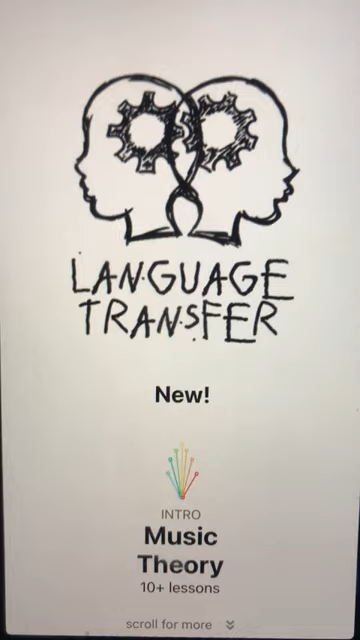 LANGUAGE
TRANSFER
New!
INTRO
Music
Theory
10+ lessons
scroll for more